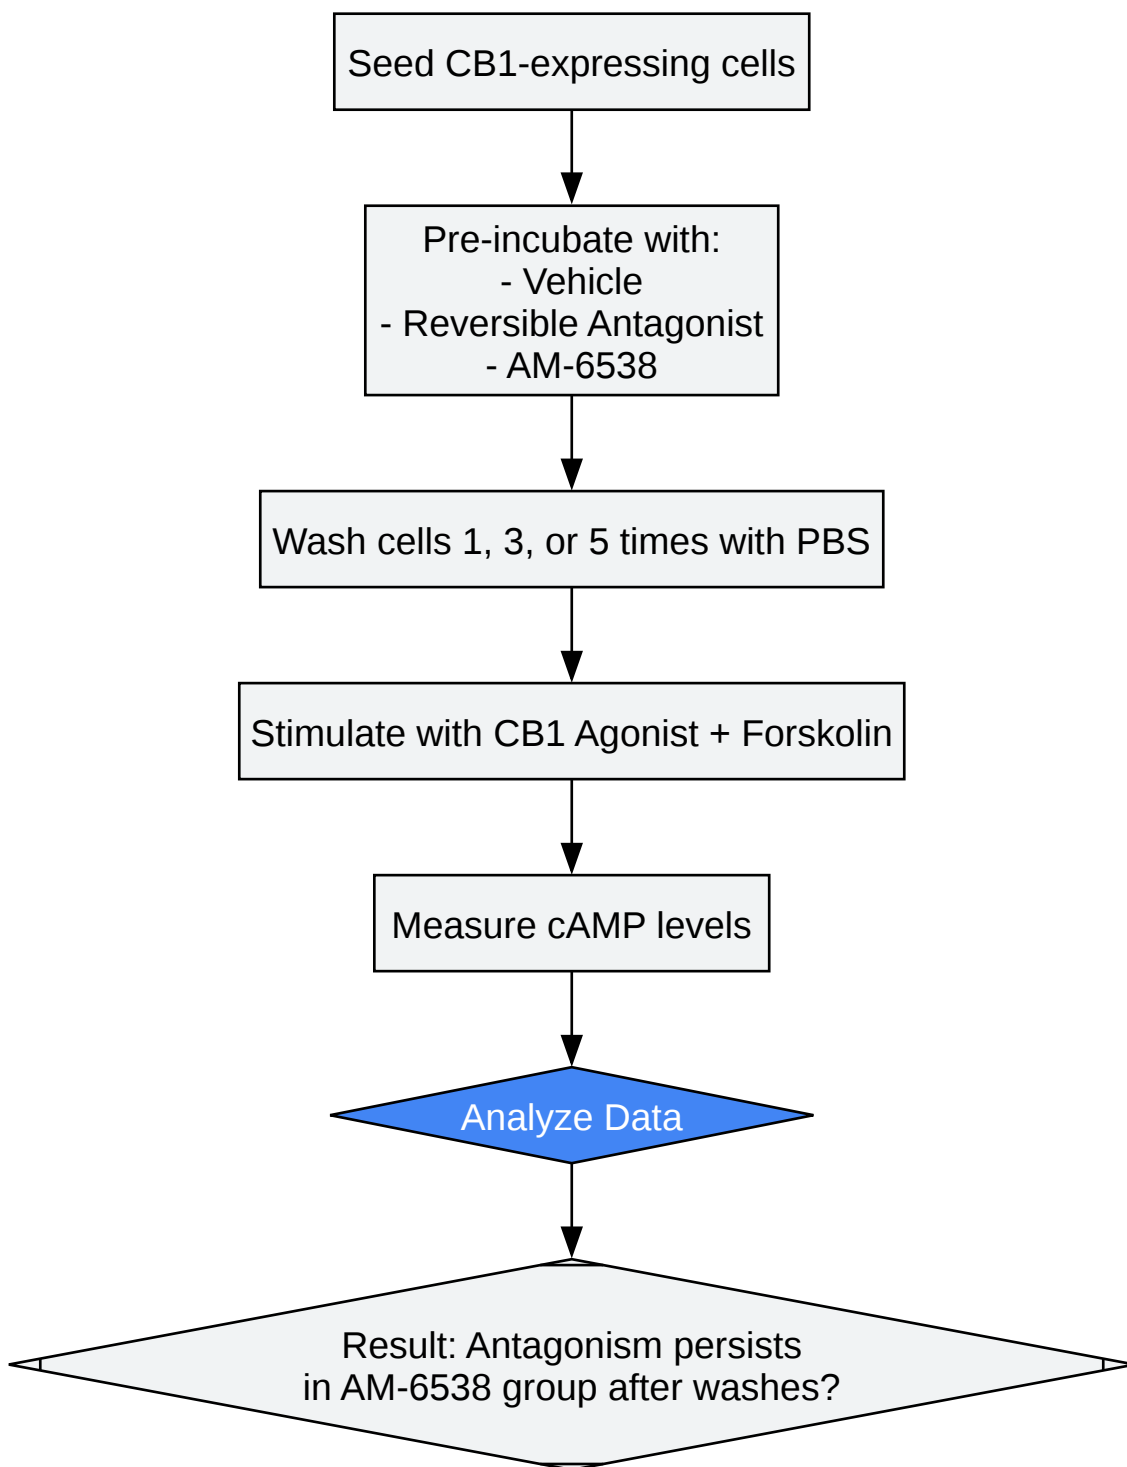 Seed CB1-expressing cells
Pre-incubate with:
- Vehicle
- Reversible Antagonist
- AM-6538
Wash cells 1, 3, or 5 times with PBS
Stimulate with CB1 Agonist + Forskolin
Measure cAMP levels
Analyze Data
Result: Antagonism persists
in AM-6538 group after washes?